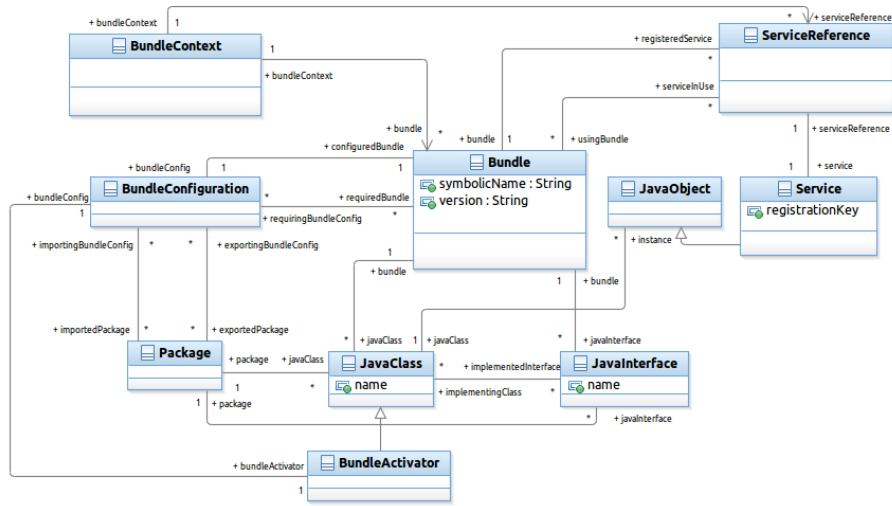 + bundleContext
1
* + serviceReference
BundleContext
1
+ bundleContext
+ registeredService
*
ServiceReference
+ serviceInUse
*
+ bundle
*
+ configuredBundle
+ bundle
1
*
+ usingBundle
1
+ serviceReference
+ bundleConfig
1
1
1
+ service
+ bundleConfig
1
BundleConfiguration
*
+ requiredBundle
*
+ requiringBundleConfig
Bundle
symbolicName : String
version : String
JavaObject
Service
registrationKey
+ importingBundleConfig
*
*
+ exportingBundleConfig
*
+ instance
1
+ bundle
1
+ bundle
+ importedPackage
*
*
+ exportedPackage
*
+ javaClass
1
+ javaClass
*
+ javaInterface
Package
+ package
1
+ javaClass
*
JavaClass
name
*
+ implementedInterface
+ implementingClass
*
JavaInterface
name
1
+ package
*
+ javaInterface
+ bundleActivator
1
BundleActivator